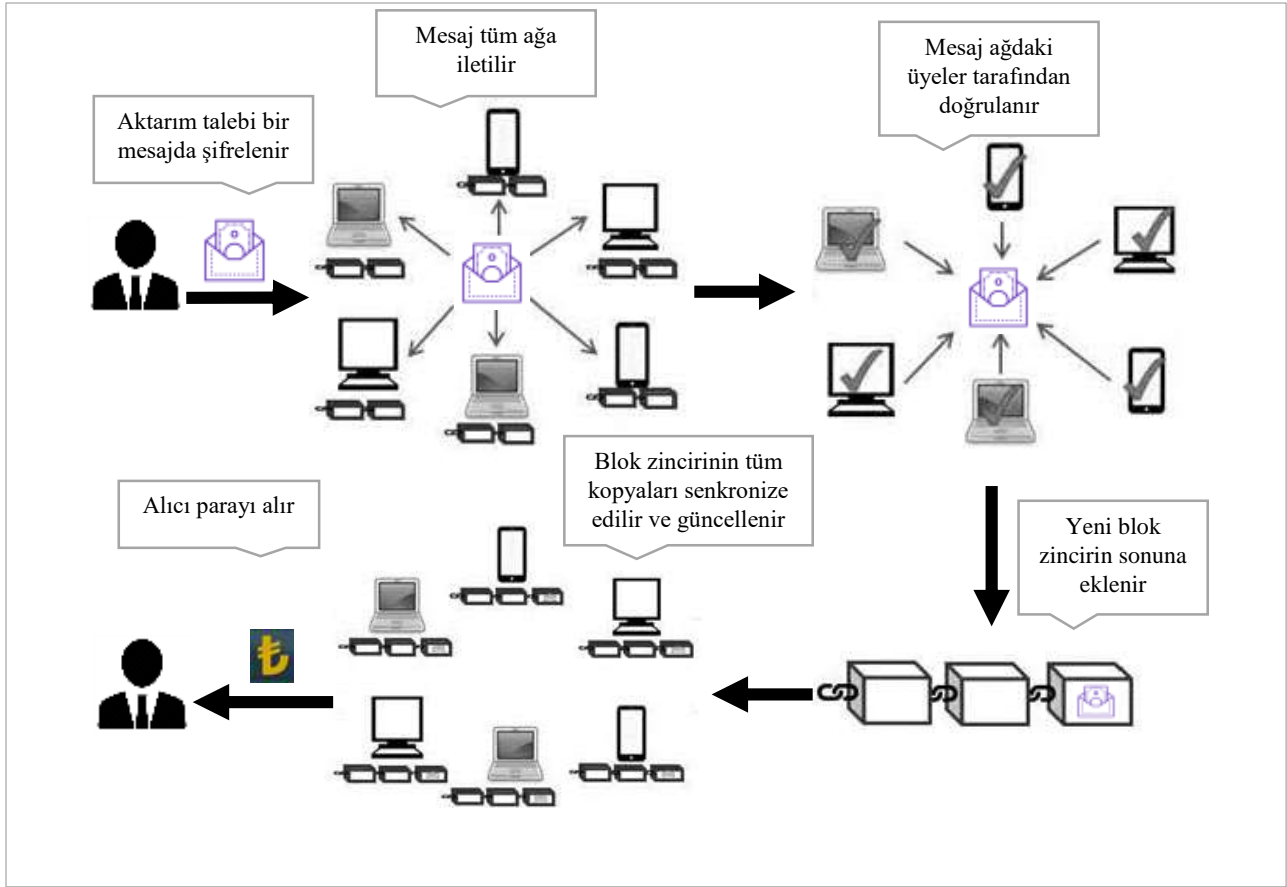 Aktarım talebi bir
mesajda şifrelenir
Mesaj tüm ağa
iletilir
Mesaj ağdaki
üyeler tarafından
doğrulanır
Yeni blok
zincirin sonuna
eklenir
Blok zincirinin tüm
kopyaları senkronize
edilir ve güncellenir
Alıcı parayı alır
₺